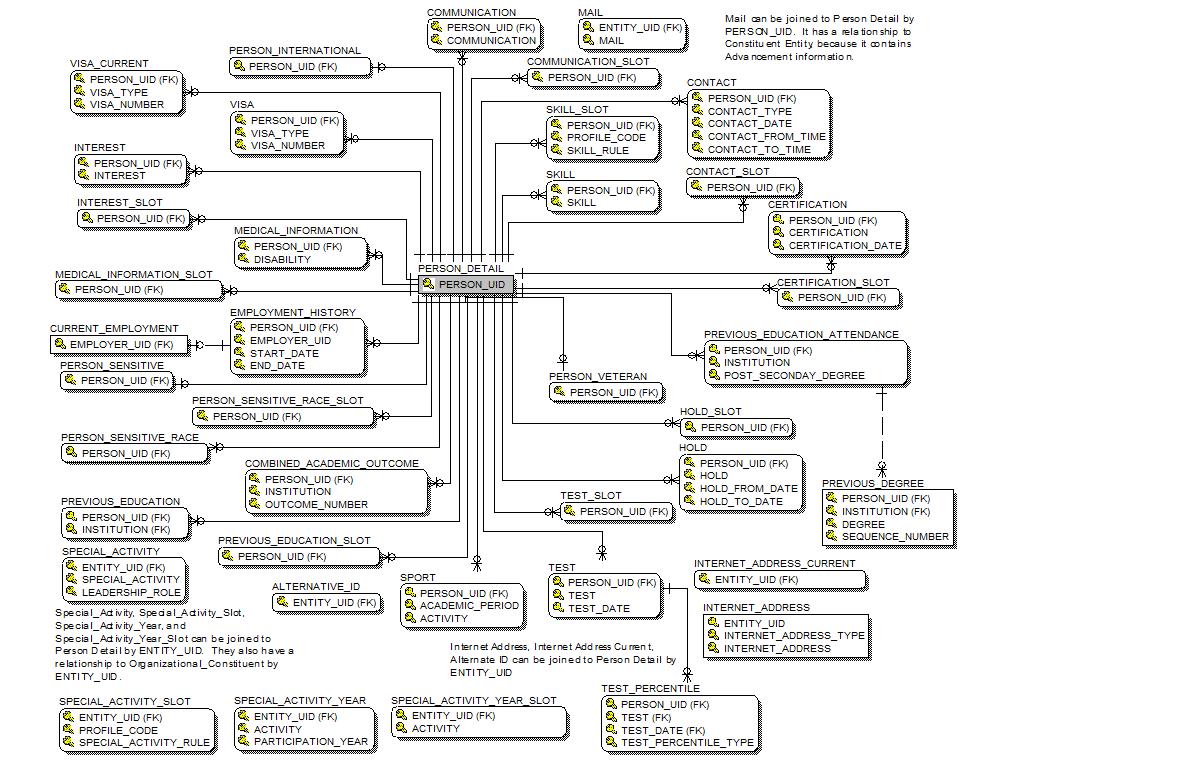 COMMUNICATION
PERSON_UID (FK)
COMMUNICATION
MAIL
ENTITY_UID (FK)
MAIL
Mail can be joined to Person Detail by
PERSON_UID. It has a relationship to
Constituent Entity because it contains
Advancement information.
PERSON_INTERNATIONAL
PERSON_UID (FK)
VISA_CURRENT
PERSON_UID (FK)
VISA_TYPE
VISA_NUMBER
COMMUNICATION_SLOT
PERSON_UID (FK)
CONTACT
PERSON_UID (FK)
CONTACT_TYPE
CONTACT_DATE
CONTACT_FROM_TIME
CONTACT_TO_TIME
VISA
PERSON_UID (FK)
VISA_TYPE
VISA_NUMBER
SKILL_SLOT
PERSON_UID (FK)
PROFILE_CODE
SKILL_RULE
INTEREST
PERSON_UID (FK)
INTEREST
SKILL
PERSON_UID (FK)
SKILL
CONTACT_SLOT
PERSON_UID (FK)
INTEREST_SLOT
PERSON_UID (FK)
CERTIFICATION
PERSON_UID (FK)
CERTIFICATION
CERTIFICATION_DATE
MEDICAL_INFORMATION
PERSON_UID (FK)
DISABILITY
PERSON_DETAIL
PERSON_UID
MEDICAL_INFORMATION_SLOT
PERSON_UID (FK)
CERTIFICATION_SLOT
PERSON_UID (FK)
EMPLOYMENT_HISTORY
PERSON_UID (FK)
EMPLOYER_UID
START_DATE
END_DATE
CURRENT_EMPLOYMENT
EMPLOYER_UID (FK)
PREVIOUS_EDUCATION_ATTENDANCE
PERSON_UID (FK)
INSTITUTION
POST_SECONDAY_DEGREE
PERSON_SENSITIVE
PERSON_UID (FK)
PERSON_VETERAN
PERSON_UID (FK)
PERSON_SENSITIVE_RACE_SLOT
PERSON_UID (FK)
HOLD_SLOT
PERSON_UID (FK)
PERSON_SENSITIVE_RACE
PERSON_UID (FK)
HOLD
PERSON_UID (FK)
HOLD
HOLD_FROM_DATE
HOLD_TO_DATE
COMBINED_ACADEMIC_OUTCOME
PERSON_UID (FK)
INSTITUTION
OUTCOME_NUMBER
PREVIOUS_DEGREE
PERSON_UID (FK)
INSTITUTION (FK)
DEGREE
SEQUENCE_NUMBER
PREVIOUS_EDUCATION
PERSON_UID (FK)
INSTITUTION (FK)
TEST_SLOT
PERSON_UID (FK)
PREVIOUS_EDUCATION_SLOT
PERSON_UID (FK)
SPECIAL_ACTIVITY
ENTITY_UID (FK)
SPECIAL_ACTIVITY
LEADERSHIP_ROLE
ALTERNATIVE_ID
ENTITY_UID (FK)
SPORT
PERSON_UID (FK)
ACADEMIC_PERIOD
ACTIVITY
TEST
PERSON_UID (FK)
TEST
TEST_DATE
INTERNET_ADDRESS_CURRENT
ENTITY_UID (FK)
INTERNET_ADDRESS
ENTITY_UID
INTERNET_ADDRESS_TYPE
INTERNET_ADDRESS
Special_Activity, Special_Activity_Slot,
Special_Activity_Year, and
Special_Activity_Year_Slot can be joined to
Person Detail by ENTITY_UID. They also have a
relationship to Organizational_Constituent by
ENTITY_UID.
Internet Address, Internet Address Current,
Alternate ID can be joined to Person Detail by
ENTITY_UID
SPECIAL_ACTIVITY_SLOT
ENTITY_UID (FK)
PROFILE_CODE
SPECIAL_ACTIVITY_RULE
SPECIAL_ACTIVITY_YEAR
ENTITY_UID (FK)
ACTIVITY
PARTICIPATION_YEAR
SPECIAL_ACTIVITY_YEAR_SLOT
ENTITY_UID (FK)
ACTIVITY
TEST_PERCENTILE
PERSON_UID (FK)
TEST (FK)
TEST_DATE (FK)
TEST_PERCENTILE_TYPE